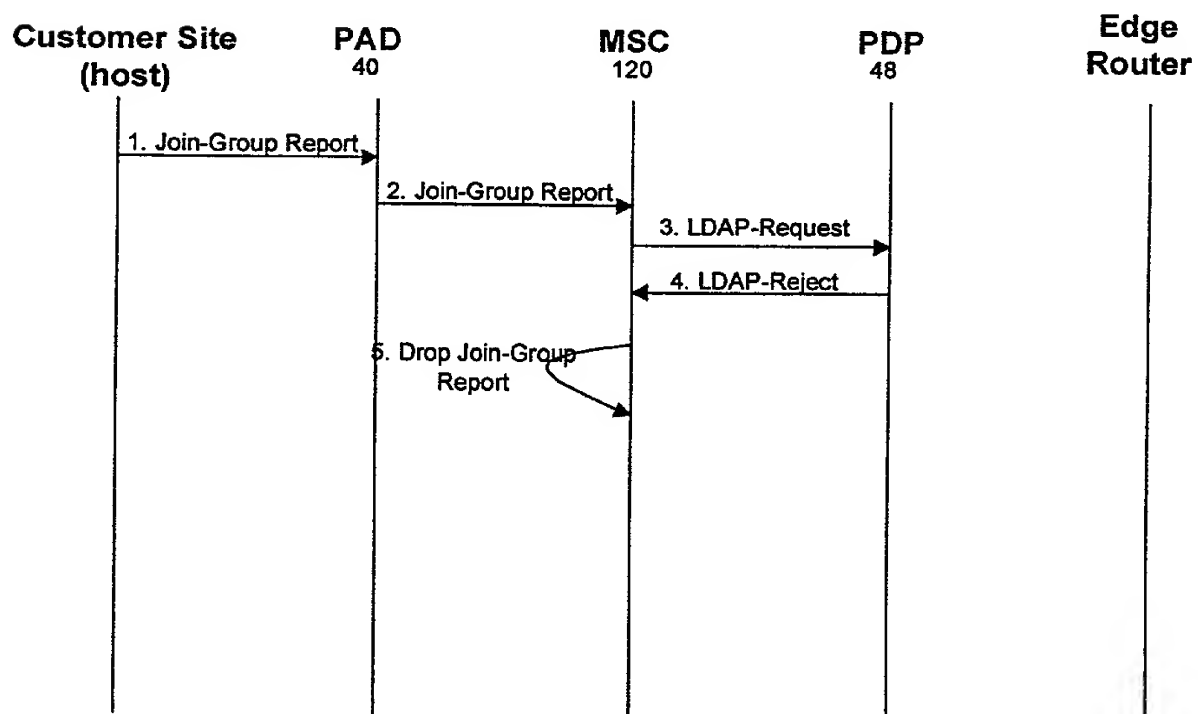 Customer Site
(host)
PAD
40
MSC
120
PDP
48
Edge
Router
1. Join-Group Report
2. Join-Group Report
3. LDAP-Request
4. LDAP-Reject
5. Drop Join-Group
Report